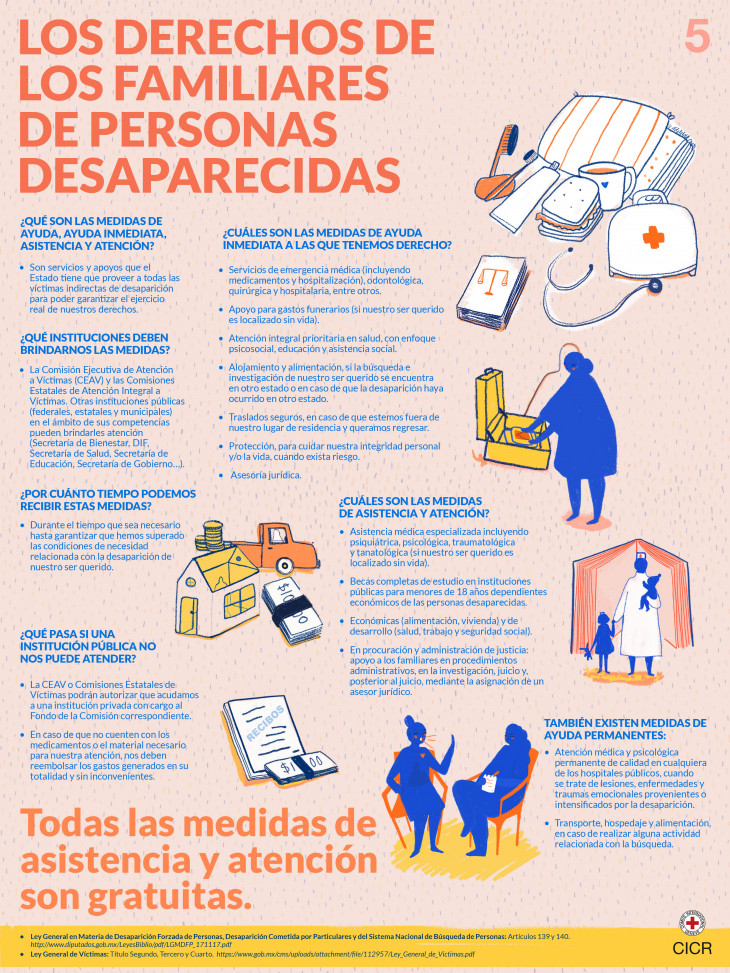 LOS DERECHOS DE
LOS FAMILIARES
DE PERSONAS
DESAPARECIDAS
5
¿QUÉ SON LAS MEDIDAS DE
AYUDA, AYUDA INMEDIATA,
ASISTENCIA Y ATENCIÓN?
• Son servicios y apoyos que el
Estado tiene que proveer a todas las
víctimas indirectas de desaparición
para poder garantizar el ejercicio
real de nuestros derechos.
¿QUÉ INSTITUCIONES DEBEN
BRINDARNOS LAS MEDIDAS?
• La Comisión Ejecutiva de Atención
a Víctimas (CEAV) y las Comisiones
Estatales de Atención Integral a
Víctimas. Otras instituciones públicas
(federales, estatales y municipales)
en el ámbito de sus competencias
pueden brindarles atención
(Secretaría de Bienestar, DIF,
Secretaría de Salud, Secretaría de
Educación, Secretaría de Gobierno...).
¿POR CUÁNTO TIEMPO PODEMOS
RECIBIR ESTAS MEDIDAS?
• Durante el tiempo que sea necesario
hasta garantizar que hemos superado
las condiciones de necesidad
relacionada con la desaparición de
nuestro ser querido.
¿QUÉ PASA SI UNA
INSTITUCIÓN PÚBLICA NO
NOS PUEDE ATENDER?
• La CEAV o Comisiones Estatales de
Víctimas podrán autorizar que acudamos
a una institución privada con cargo al
Fondo de la Comisión correspondiente.
• En caso de que no cuenten con los
medicamentos o el material necesario
para nuestra atención, nos deben
reembolsar los gastos generados en su
totalidad y sin inconvenientes.
¿CUÁLES SON LAS MEDIDAS DE AYUDA
INMEDIATA A LAS QUE TENEMOS DERECHO?
• Servicios de emergencia médica (incluyendo
medicamentos y hospitalización), odontológica,
quirúrgica y hospitalaria, entre otros.
• Apoyo para gastos funerarios (si nuestro ser querido
es localizado sin vida).
• Atención integral prioritaria en salud, con enfoque
psicosocial, educación y asistencia social.
• Alojamiento y alimentación, si la búsqueda e
investigación de nuestro ser querido se encuentra
en otro estado o en caso de que la desaparición haya
ocurrido en otro estado.
• Traslados seguros, en caso de que estemos fuera de
nuestro lugar de residencia y queramos regresar.
• Protección, para cuidar nuestra integridad personal
y/o la vida, cuando exista riesgo.
• Asesoría jurídica.
¿CUÁLES SON LAS MEDIDAS
DE ASISTENCIA Y ATENCIÓN?
• Asistencia médica especializada incluyendo
psiquiátrica, psicológica, traumatológica
y tanatológica (si nuestro ser querido es
localizado sin vida).
• Becas completas de estudio en instituciones
públicas para menores de 18 años dependientes
económicos de las personas desaparecidas.
• Económicas (alimentación, vivienda) y de
desarrollo (salud, trabajo y seguridad social).
• En procuración y administración de justicia:
apoyo a los familiares en procedimientos
administrativos, en la investigación, juicio y,
posterior al juicio, mediante la asignación de un
asesor jurídico.
RECIBOS
$100
TAMBIÉN EXISTEN MEDIDAS DE
AYUDA PERMANENTES:
• Atención médica y psicológica
permanente de calidad en cualquiera
de los hospitales públicos, cuando
se trate de lesiones, enfermedades y
traumas emocionales provenientes o
intensificados por la desaparición.
• Transporte, hospedaje y alimentación,
en caso de realizar alguna actividad
relacionada con la búsqueda.
Todas las medidas de
asistencia y atención
son gratuitas.
• Ley General en Materia de Desaparición Forzada de Personas, Desaparición Cometida por Particulares y del Sistema Nacional de Búsqueda de Personas: Artículos 139 y 140.
http://www.diputados.gob.mx/LeyesBiblio/pdf/LGMDFP_171117.pdf
• Ley General de Víctimas: Título Segundo, Tercero y Cuarto. https://www.gob.mx/cms/uploads/attachment/file/112957/Ley_General_de_Victimas.pdf
CICR